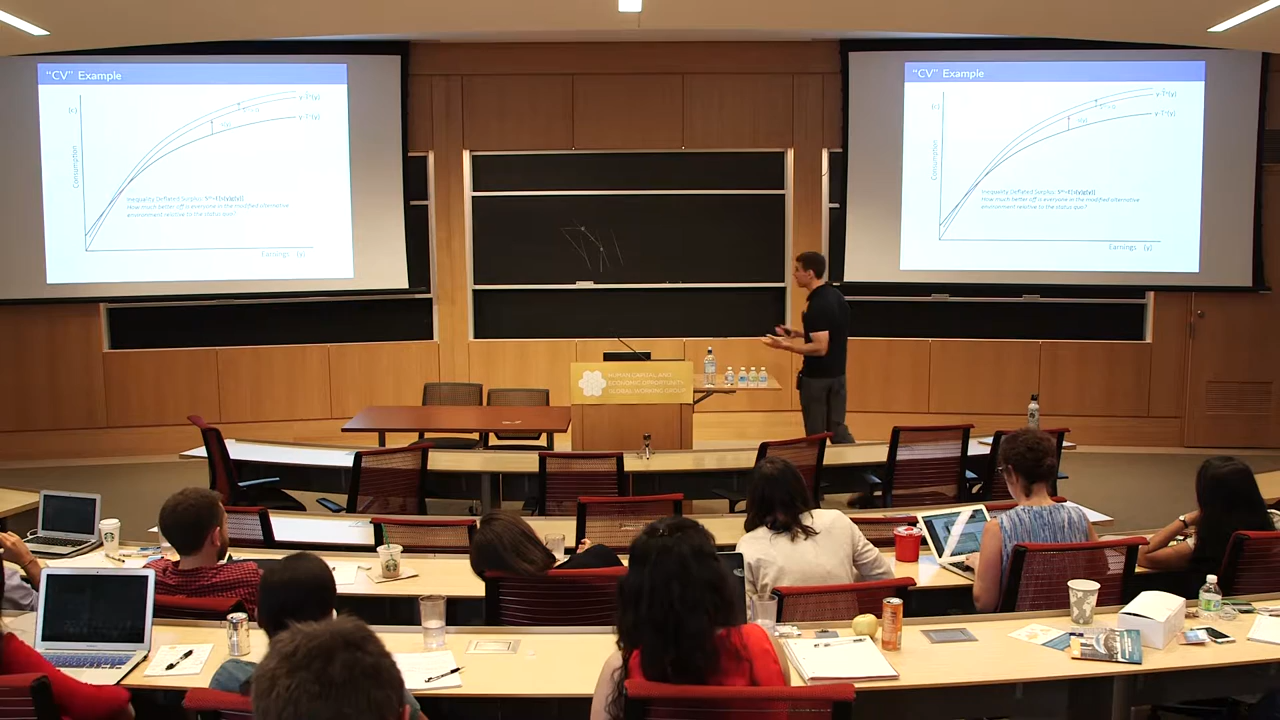 "CV" Example
(c)
Consumption
s(y)
Inequality Deflated Surplus:
How much better off is everyone in the modified alternative
environment relative to the status quo?
Earnings (y)
"CV" Example
(c)
Consumption
s(y)
Inequality Deflated Surplus:
How much better off is everyone in the modified alternative
environment relative to the status quo?
Earnings (y)
HUMAN CAPITAL AND
ECONOMIC OPPORTUNITY
GLOBAL WORKING GROUP